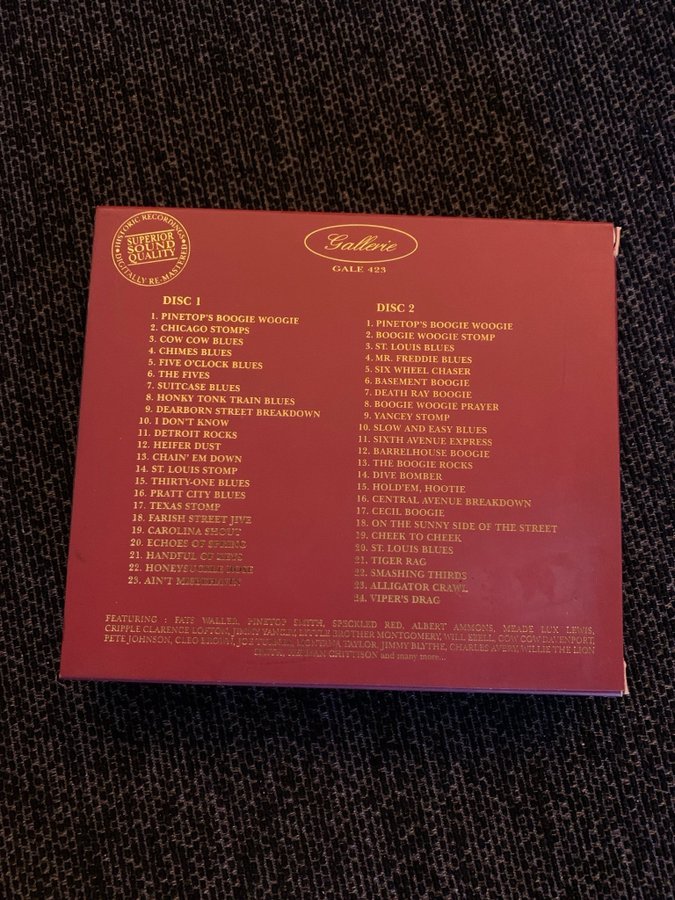 HISTORIC RECORDINGS
SUPERIOR
SOUND
QUALITY
DIGITALLY RE-MASTERED
Gallerie
GALE 423
DISC 1
1. PINETOP'S BOOGIE WOOGIE
2. CHICAGO STOMPS
3. COW COW BLUES
4. CHIMES BLUES
5. FIVE O'CLOCK BLUES
6. THE FIVES
7. SUITCASE BLUES
8. HONKY TONK TRAIN BLUES
9. DEARBORN STREET BREAKDOWN
10. I DON'T KNOW
11. DETROIT ROCKS
12. HEIFER DUST
13. CHAIN' EM DOWN
14. ST. LOUIS STOMP
15. THIRTY-ONE BLUES
16. PRATT CITY BLUES
17. TEXAS STOMP
18. FARISH STREET JIVE
19. CAROLINA SHOUT
20. ECHOES OF SPRING
21. HANDFUL OF KEYS
22. HONEYSUCKLE ROSE
23. AIN'T MISBEHAVIN
DISC 2
1. PINETOP'S BOOGIE WOOGIE
2. BOOGIE WOOGIE STOMP
3. ST. LOUIS BLUES
4. MR. FREDDIE BLUES
5. SIX WHEEL CHASER
6. BASEMENT BOOGIE
7. DEATH RAY BOOGIE
8. BOOGIE WOOGIE PRAYER
9. YANCEY STOMP
10. SLOW AND EASY BLUES
11. SIXTH AVENUE EXPRESS
12. BARRELHOUSE BOOGIE
13. THE BOOGIE ROCKS
14. DIVE BOMBER
15. HOLD'EM, HOOTIE
16. CENTRAL AVENUE BREAKDOWN
17. CECIL BOOGIE
18. ON THE SUNNY SIDE OF THE STREET
19. CHEEK TO CHEEK
20. ST. LOUIS BLUES
21. TIGER RAG
22. SMASHING THIRDS
23. ALLIGATOR CRAWL
24. VIPER'S DRAG
FEATURING : FATS WALLER, PINETOP SMITH, SPECKLED RED, ALBERT AMMONS, MEADE LUX LEWIS,
CRIPPLE CLARENCE LOFTON, JIMMY YANCEY, LITTLE BROTHER MONTGOMERY, WILL EZELL, COW COW DAVENPORT,
PETE JOHNSON, CLEO BROWN, TAYLOR, JIMMY BLYTHE, CHARLES AVERY, WILLIE THE LION
SMITH, HERMAN CHITTISON and many more...